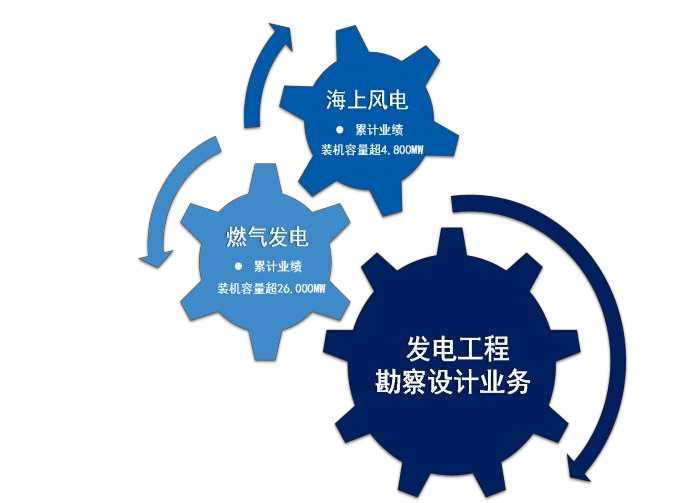 海上风电
● 累计业绩
装机容量超4,800MW
燃气发电
● 累计业绩
装机容量超26,000MW
发电工程
勘察设计业务